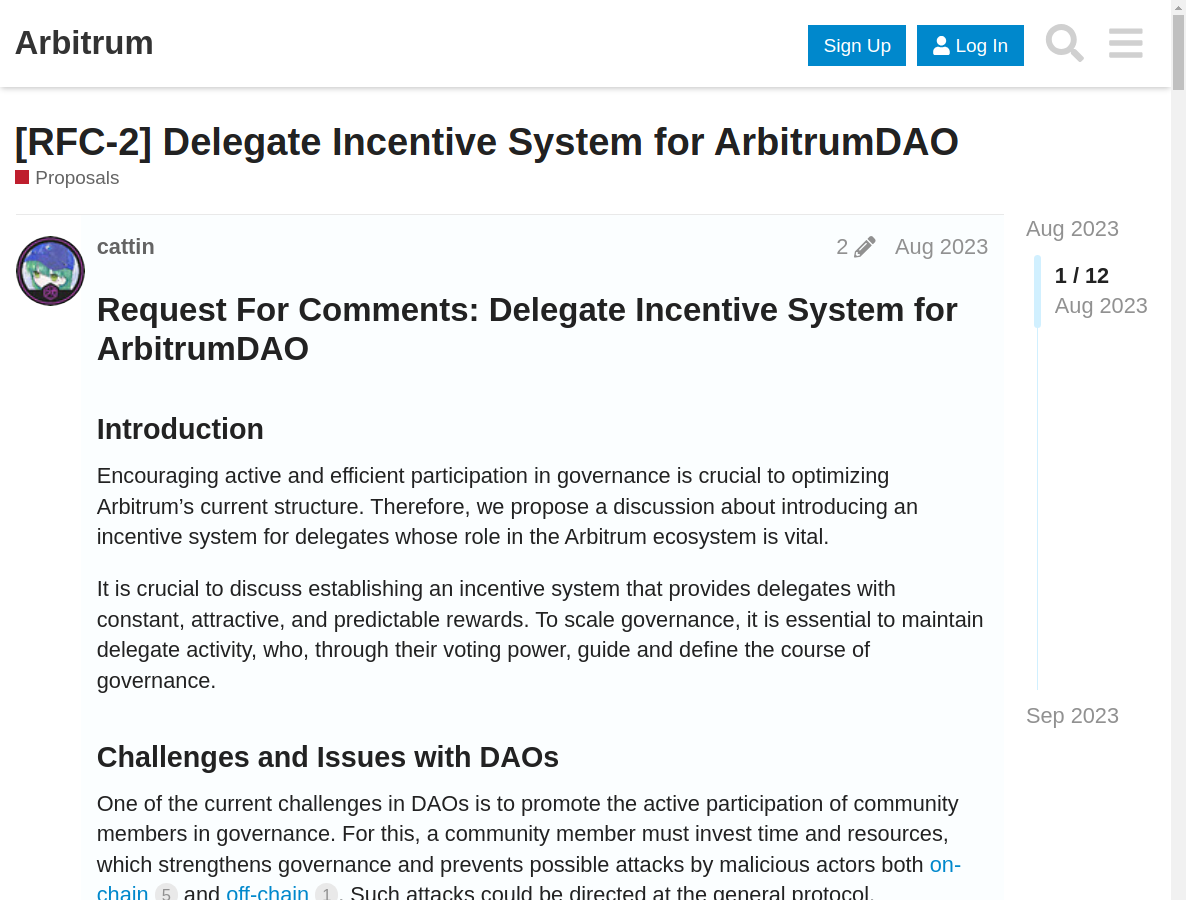 Arbitrum
Sign Up
Log In
[RFC-2] Delegate Incentive System for ArbitrumDAO
Proposals
cattin
2
Aug 2023
Request For Comments: Delegate Incentive System for
ArbitrumDAO
Introduction
Encouraging active and efficient participation in governance is crucial to optimizing
Arbitrum’s current structure. Therefore, we propose a discussion about introducing an
incentive system for delegates whose role in the Arbitrum ecosystem is vital.
It is crucial to discuss establishing an incentive system that provides delegates with
constant, attractive, and predictable rewards. To scale governance, it is essential to maintain
delegate activity, who, through their voting power, guide and define the course of
governance.
Challenges and Issues with DAOs
One of the current challenges in DAOs is to promote the active participation of community
members in governance. For this, a community member must invest time and resources,
which strengthens governance and prevents possible attacks by malicious actors both on-
chain 5 and off-chain 1. Such attacks could be directed at the general protocol.
Aug 2023
1 / 12
Aug 2023
Sep 2023